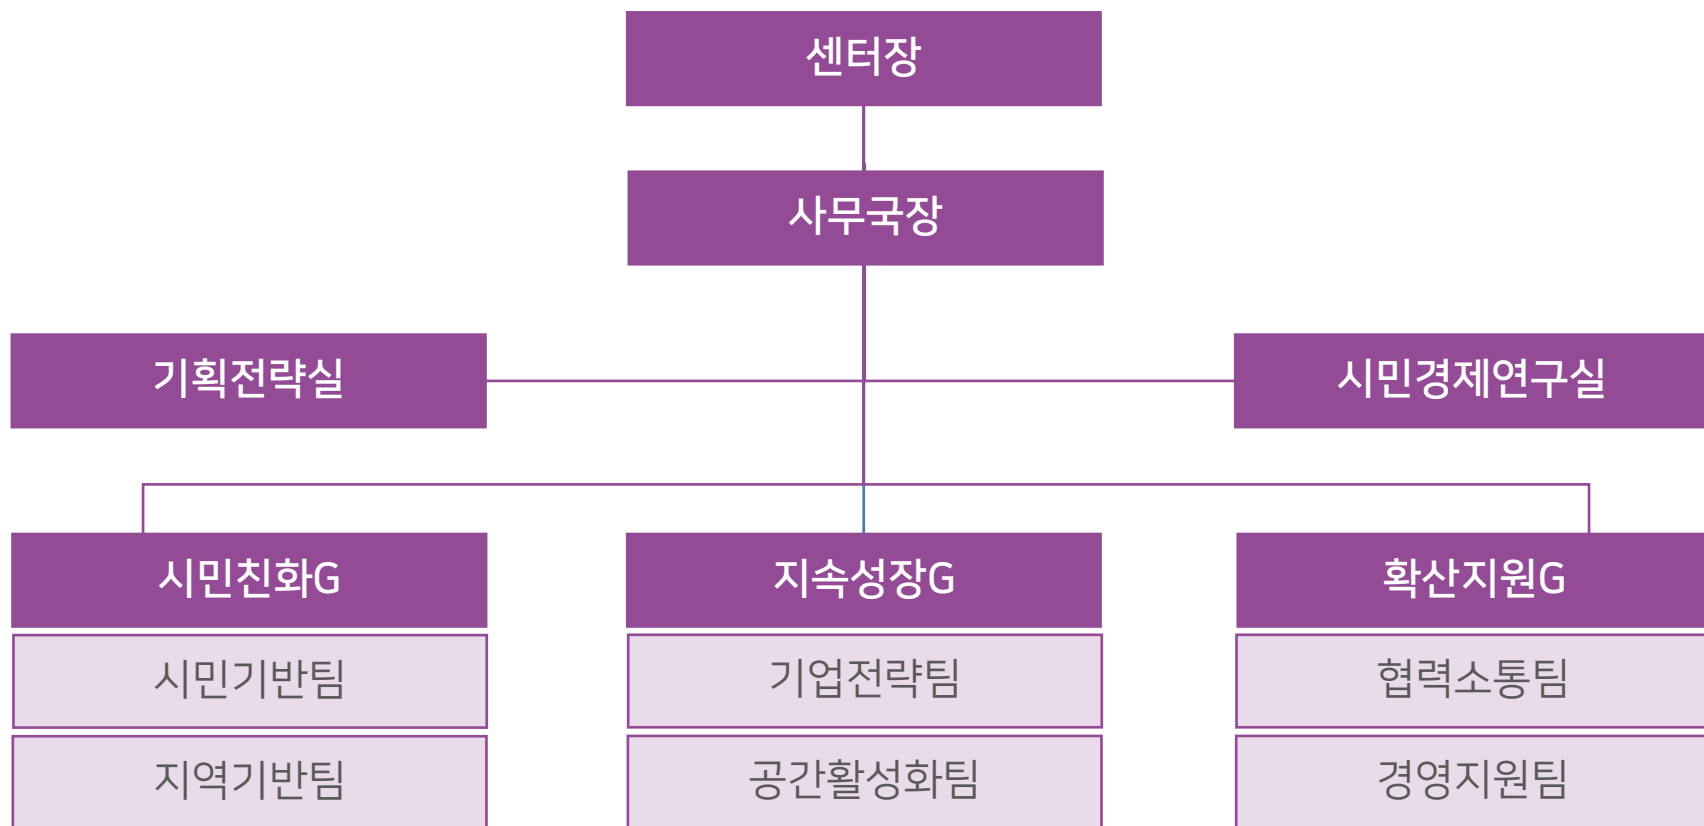 센터장
사무국장
기획전략실
시민경제연구실
시민친화G
지속성장G
확산지원G
시민기반팀
기업전략팀
협력소통팀
지역기반팀
공간활성화팀
경영지원팀